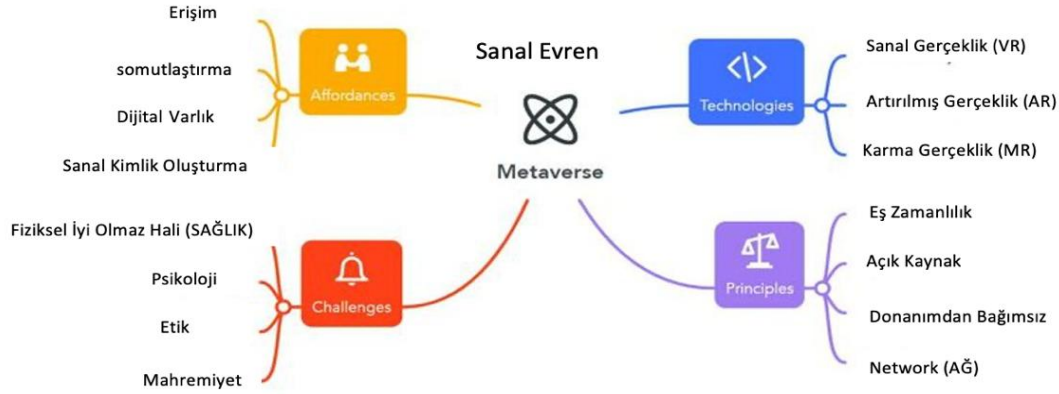 Sanal Evren
Metaverse
Affordances
Erişim
somutlaştırma
Dijital Varlık
Sanal Kimlik Oluşturma
Technologies
Sanal Gerçeklik (VR)
Artırılmış Gerçeklik (AR)
Karma Gerçeklik (MR)
Challenges
Fiziksel İyi Olmaz Hali (SAĞLIK)
Psikoloji
Etik
Mahremiyet
Principles
Eş Zamanlılık
Açık Kaynak
Donanımdan Bağımsız
Network (AĞ)